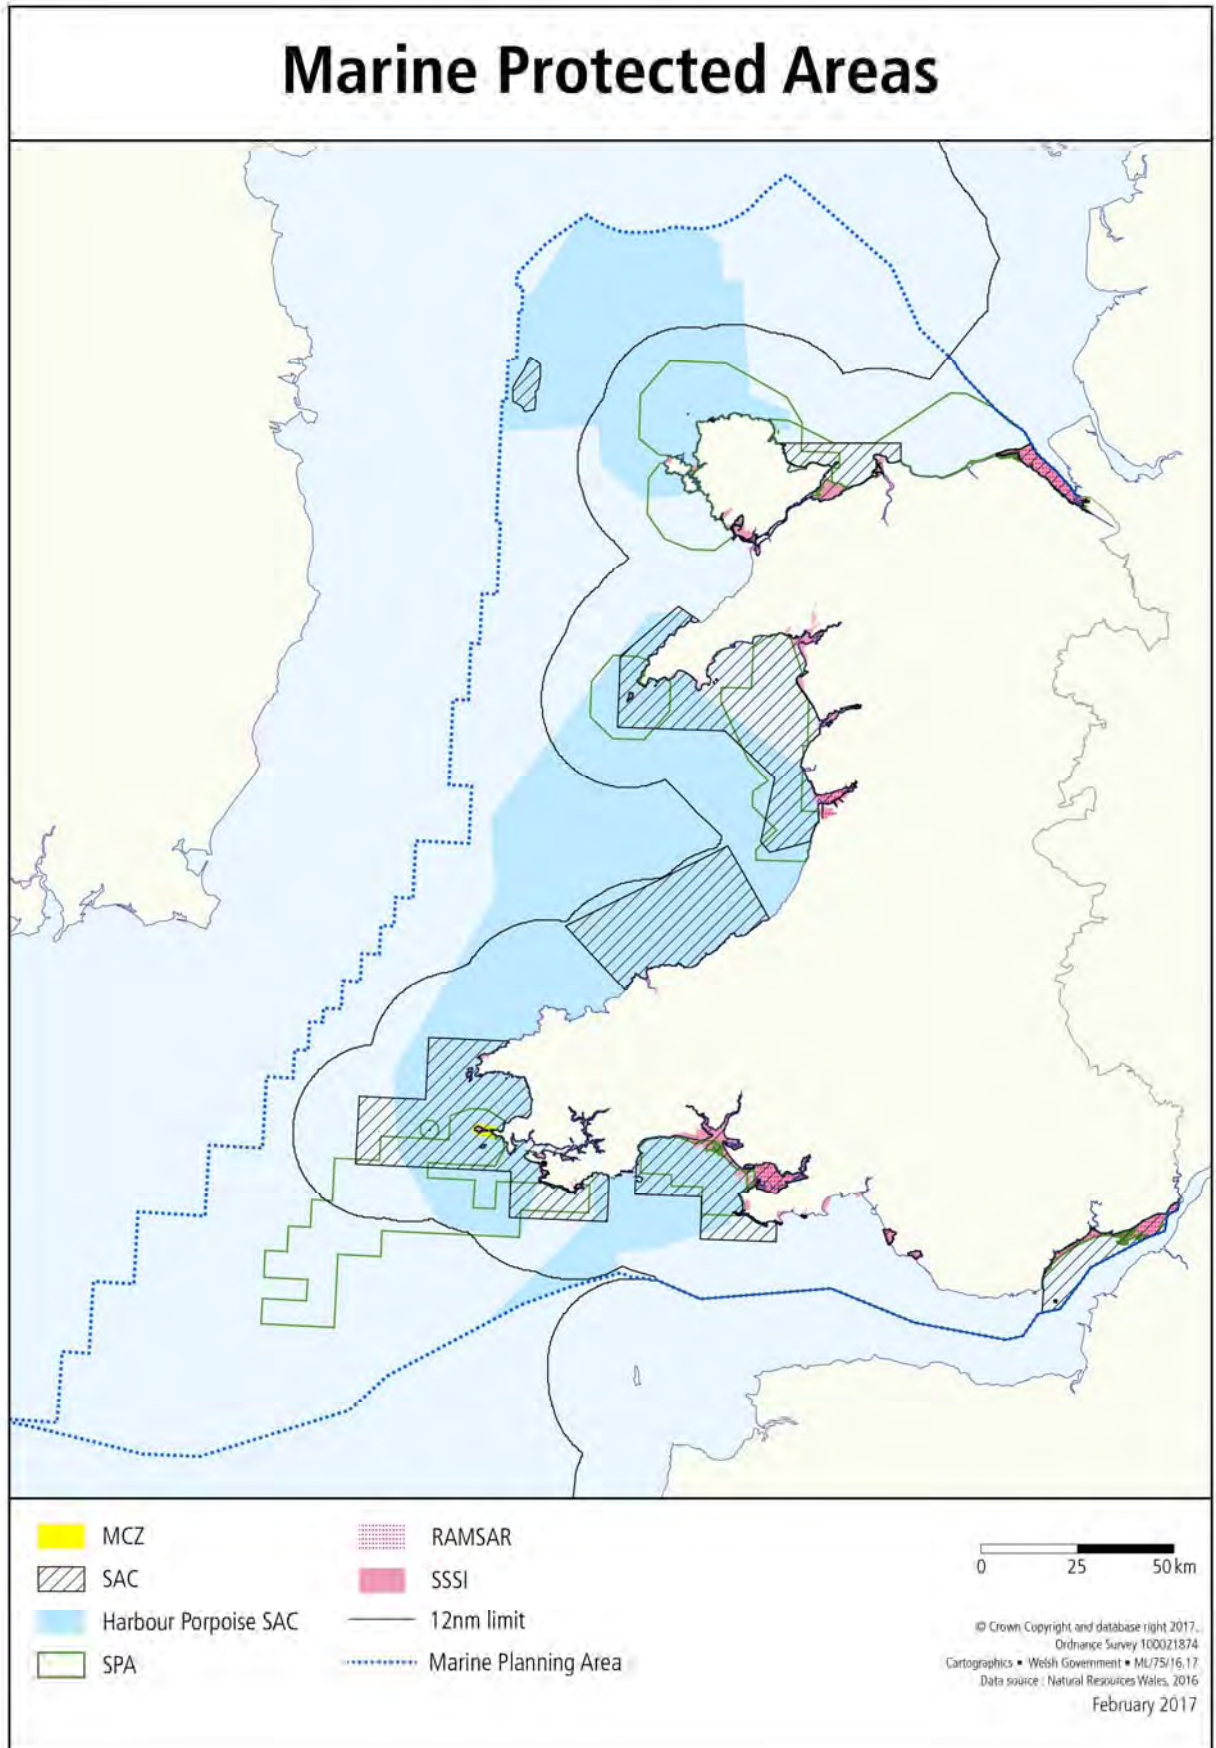 Marine Protected Areas
MCZ
SAC
Harbour Porpoise SAC
SPA
RAMSAR
SSSI
12nm limit
Marine Planning Area
0 25 50 km
© Crown Copyright and database right 2017.
Ordnance Survey 100021874
Cartographics ▪ Welsh Government ▪ ML/75/16.17
Data source : Natural Resources Wales, 2016
February 2017